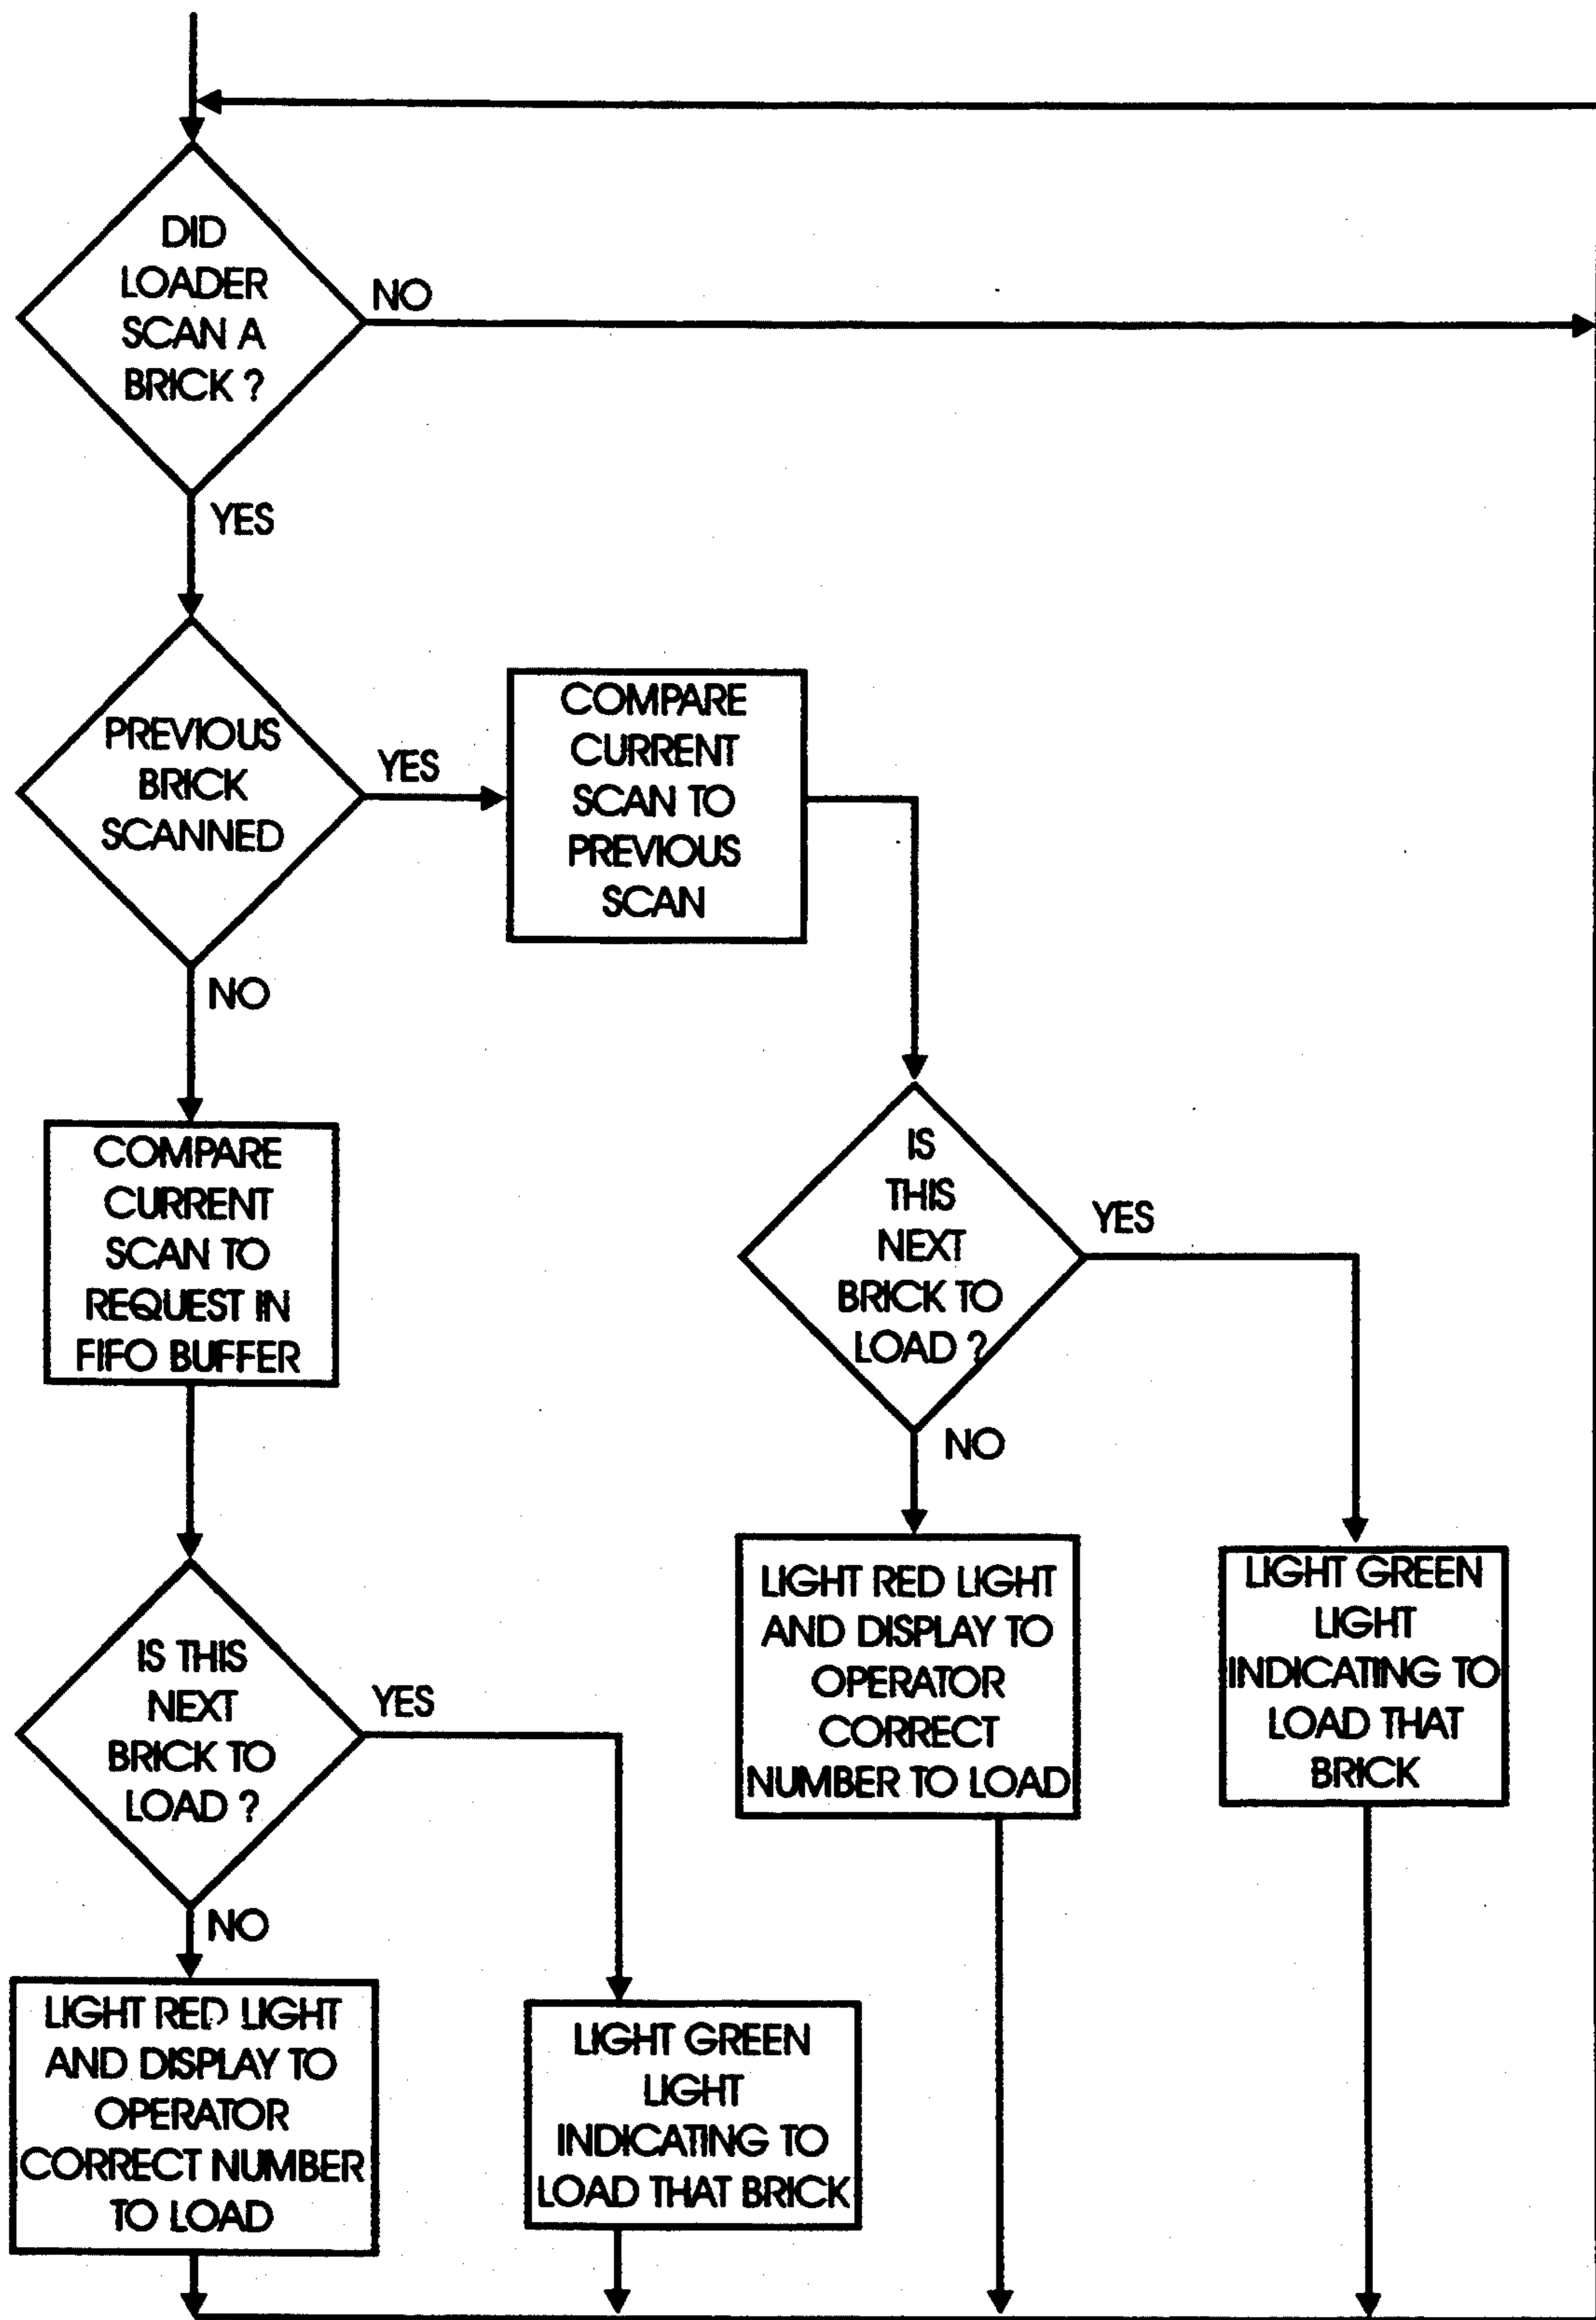 DID
LOADER
SCAN A
BRICK ?
NO
YES
PREVIOUS
BRICK
SCANNED
YES
COMPARE
CURRENT
SCAN TO
PREVIOUS
SCAN
NO
COMPARE
CURRENT
SCAN TO
REQUEST IN
FIFO BUFFER
IS
THIS
NEXT
BRICK TO
LOAD ?
YES
NO
LIGHT RED LIGHT
AND DISPLAY TO
OPERATOR
CORRECT
NUMBER TO LOAD
LIGHT GREEN
LIGHT
INDICATING TO
LOAD THAT
BRICK
IS THIS
NEXT
BRICK TO
LOAD ?
YES
NO
LIGHT RED LIGHT
AND DISPLAY TO
OPERATOR
CORRECT NUMBER
TO LOAD
LIGHT GREEN
LIGHT
INDICATING TO
LOAD THAT BRICK